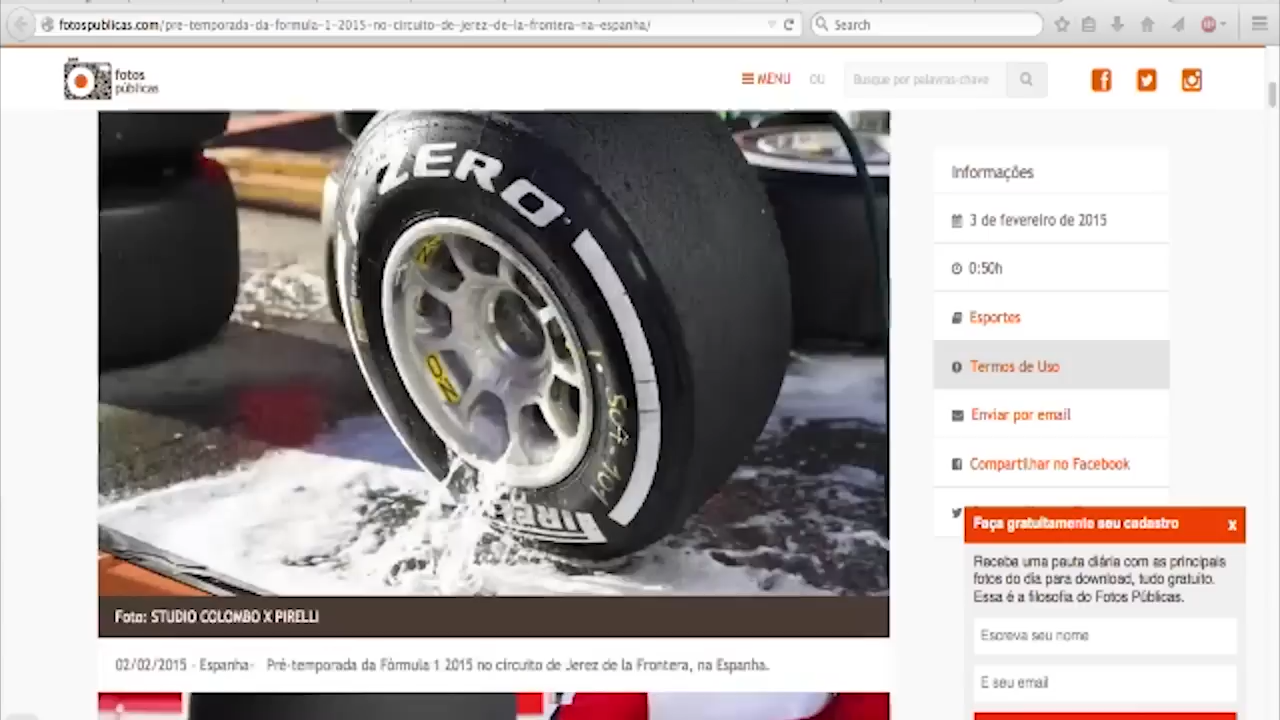 fotospublicas.com/pre-temporada-da-formula-1-2015-no-circuito-de-jerez-de-la-frontera-na-espanha/
Search
fotos
públicas
MENU
OU
Busque por palavras-chave
ZERO
OZ
OZ
SOFT-
PIRELLI
Foto: STUDIO COLOMBO X PIRELLI
02/02/2015 - Espanha- Pré-temporada da Fórmula 1 2015 no circuito de Jerez de la Frontera, na Espanha.
Informações
3 de fevereiro de 2015
0:50h
Esportes
Termos de Uso
Enviar por email
Compartilhar no Facebook
Faça gratuitamente seu cadastro
x
Receba uma pauta diária com as principais
fotos do dia para download, tudo gratuito.
Essa é a filosofia do Fotos Públicas.
Escreva seu nome
E seu email